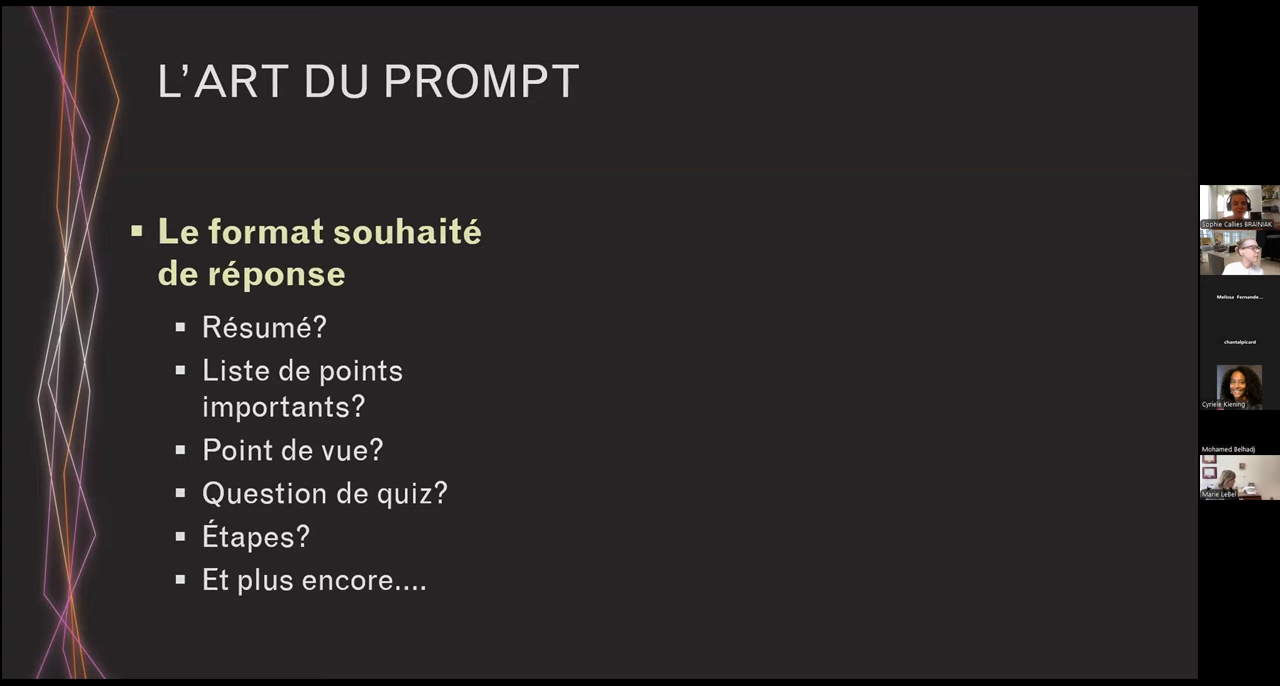 L'ART DU PROMPT
Le format souhaité
de réponse
Résumé?
Liste de points
importants?
Point de vue?
Question de quiz?
Étapes?
Et plus encore....
Sophie Callies BRAINIAK
Melissa Fernande...
chantalpicard
Cyriele Kiening
Mohamed Belhadj
Marie LeBel